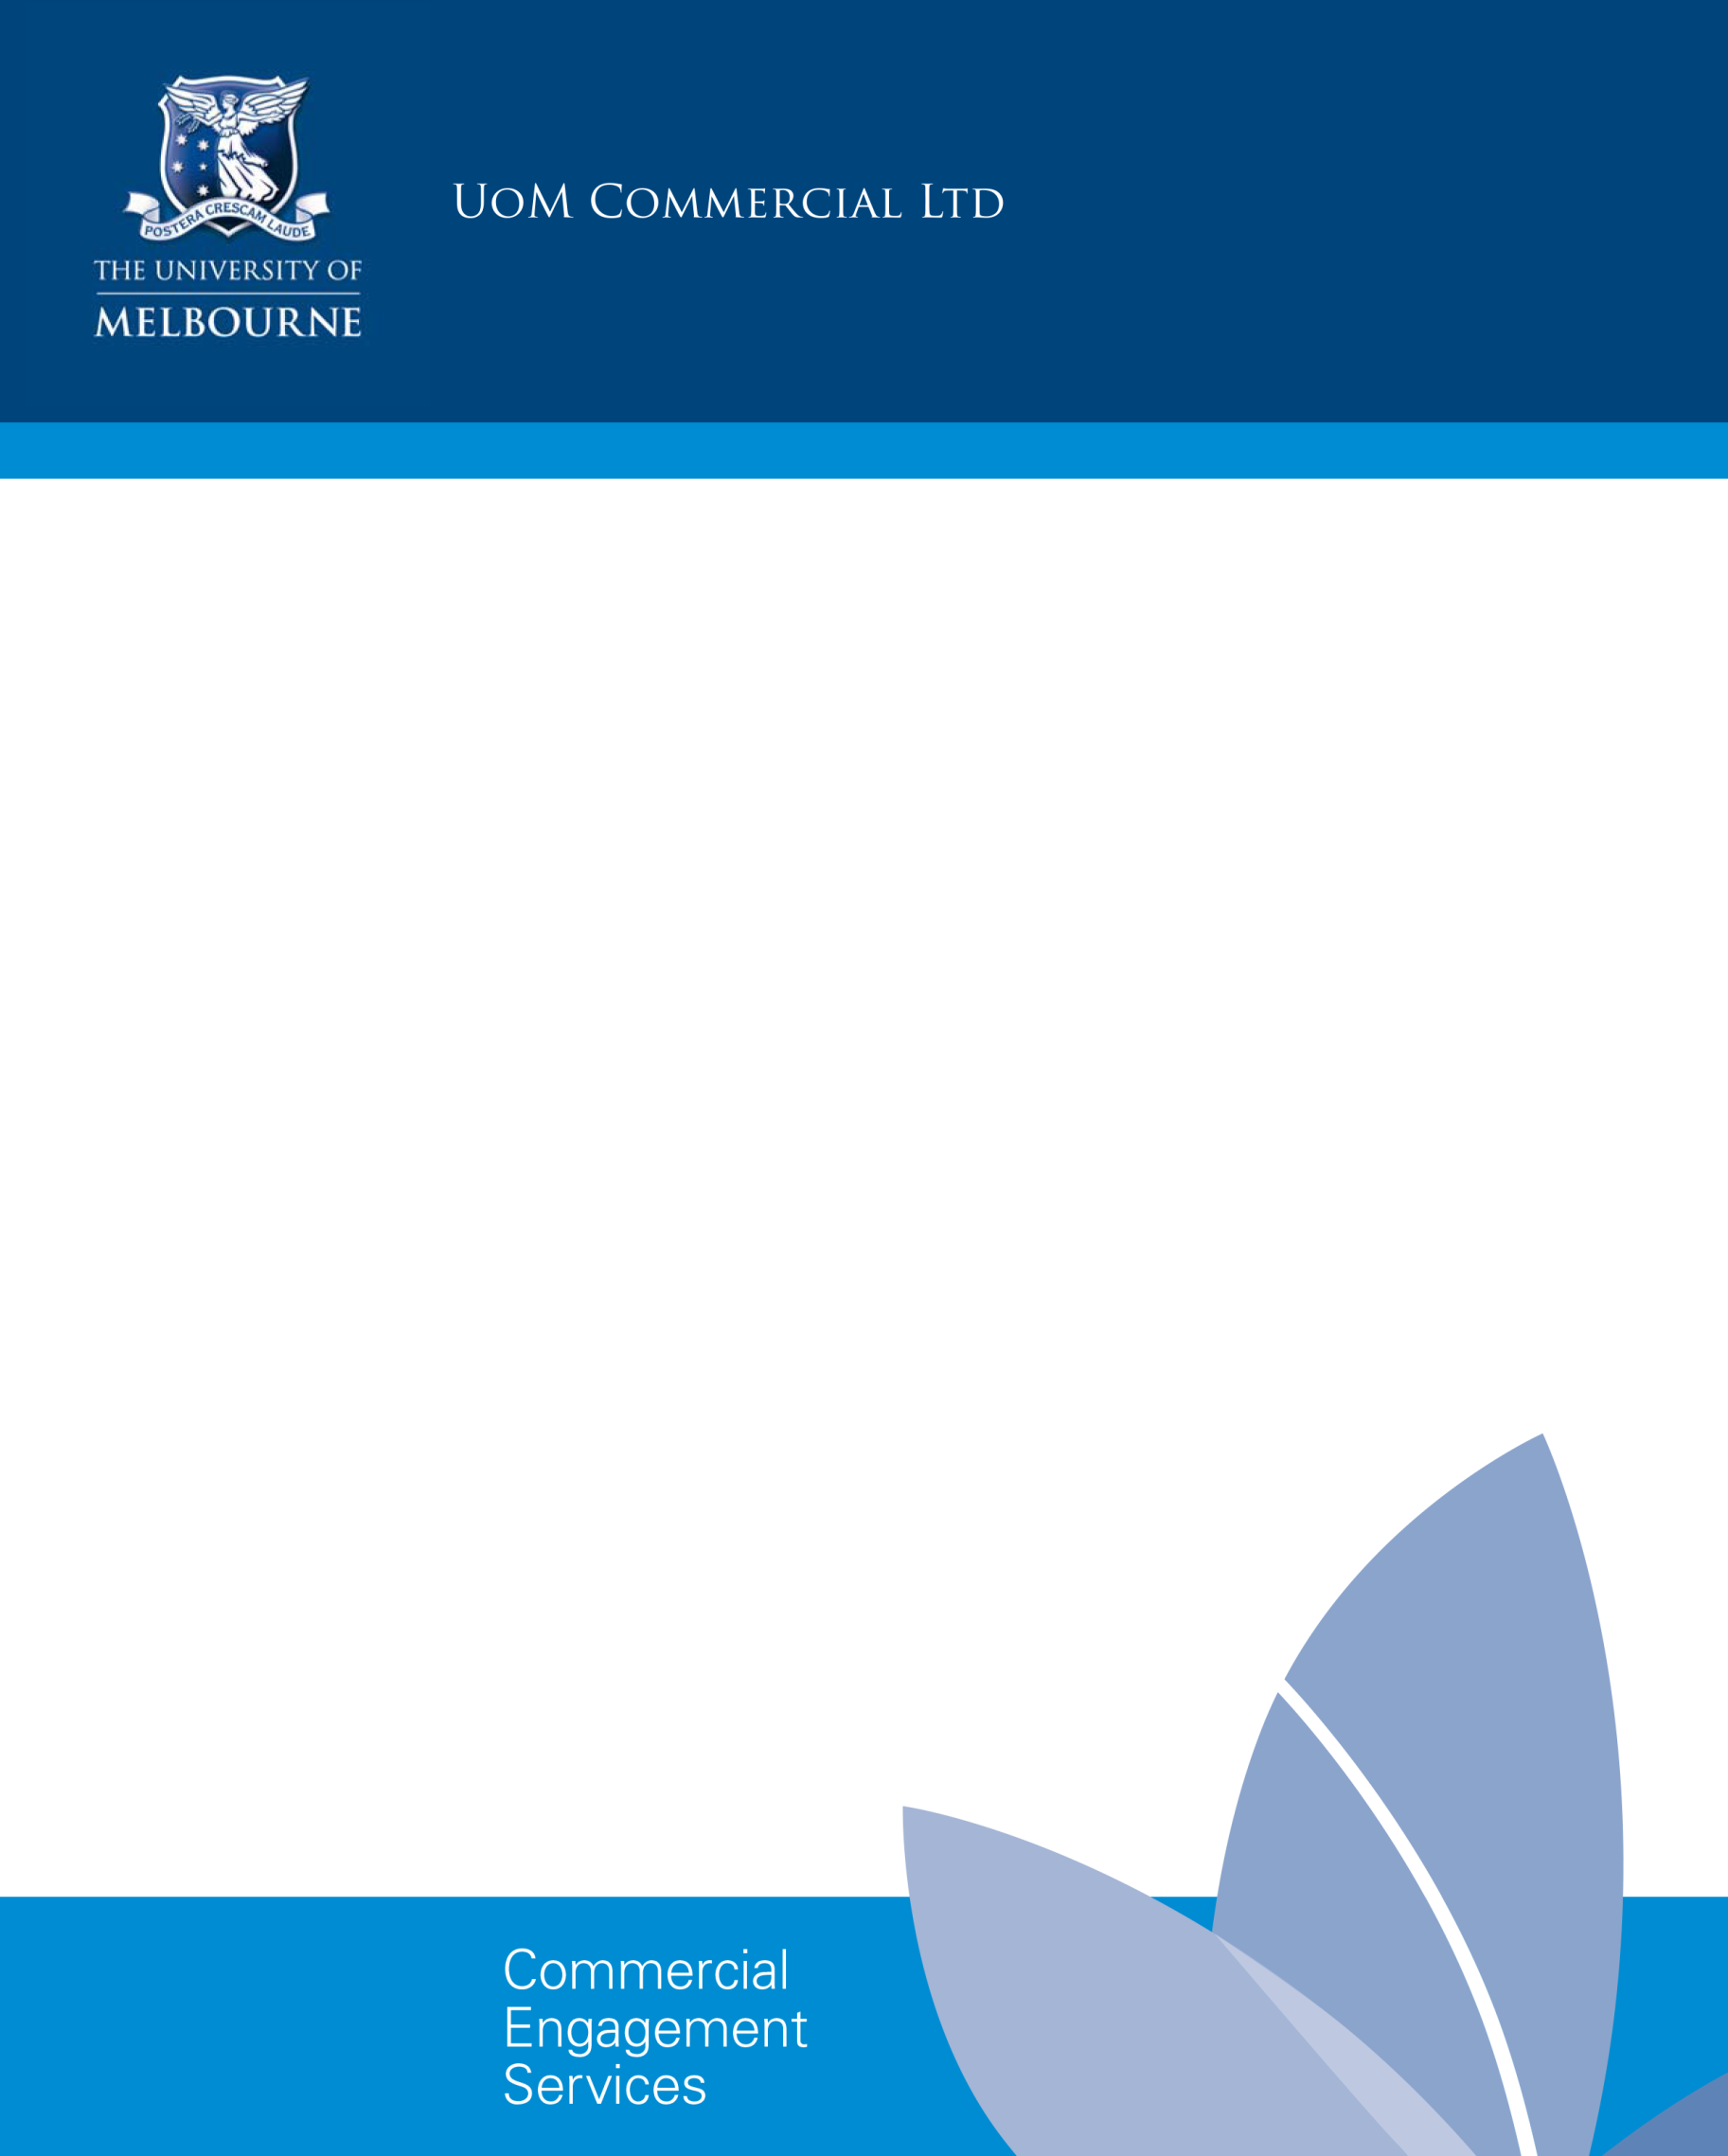 POSTERA CRESCAM LAUDE
THE UNIVERSITY OF
MELBOURNE
UoM Commercial Ltd
Commercial
Engagement
Services